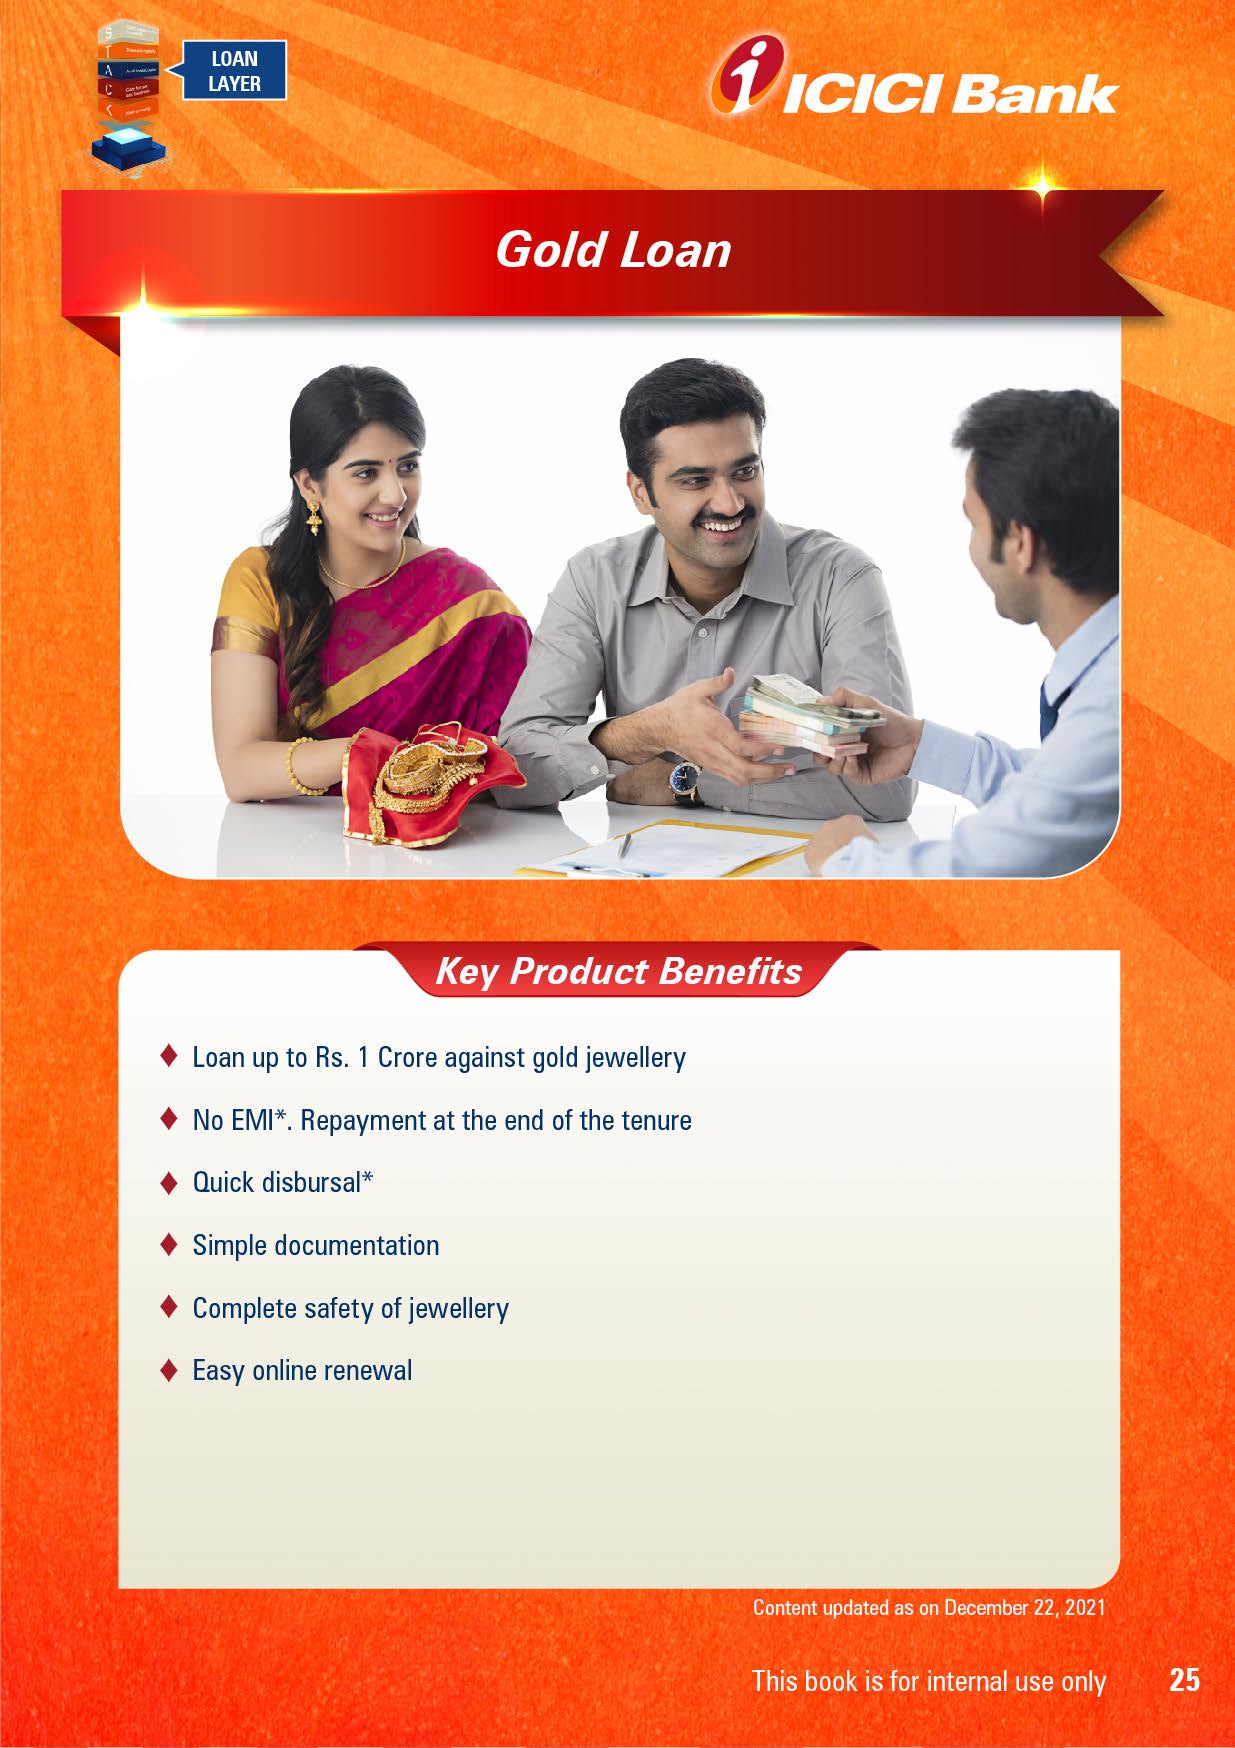 S
T
A
C
K
LOAN
LAYER
i ICICI Bank
Gold Loan
Key Product Benefits
♦ Loan up to Rs. 1 Crore against gold jewellery
♦ No EMI*. Repayment at the end of the tenure
♦ Quick disbursal*
♦ Simple documentation
♦ Complete safety of jewellery
♦ Easy online renewal
Content updated as on December 22, 2021
This book is for internal use only 25